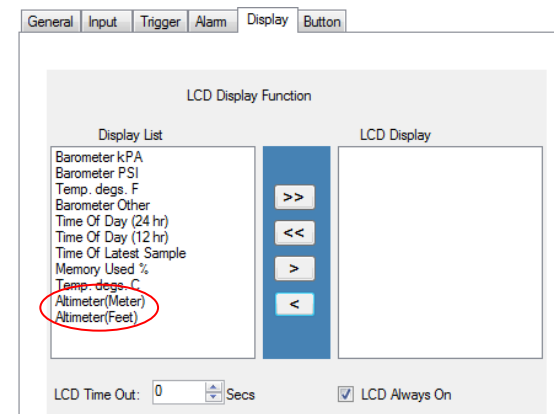 General Input Trigger Alarm Display Button
LCD Display Function
Display List LCD Display
Barometer kPA
Barometer PSI
Temp. degs. F
Barometer Other
Time Of Day (24 hr)
Time Of Day (12 hr)
Time Of Latest Sample
Memory Used %
Temp. degs. C
Altimeter(Meter)
Altimeter(Feet)
>>
<<
>
<
LCD Time Out: 0 Secs LCD Always On